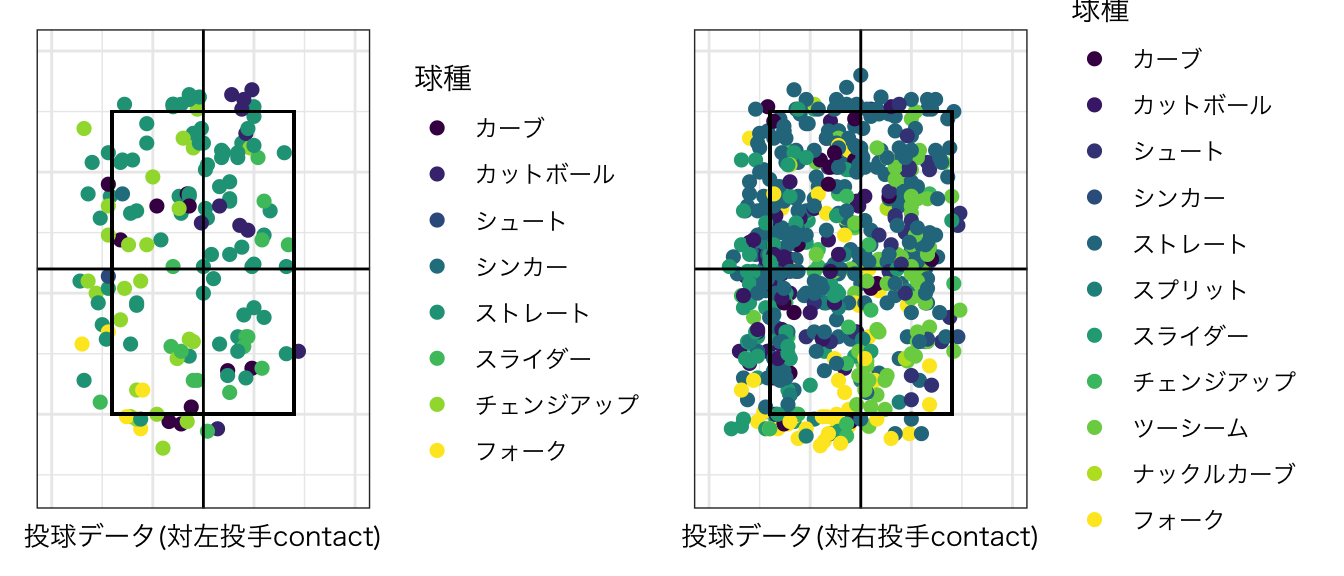 球種
カーブ
カットボール
シュート
シンカー
ストレート
スライダー
チェンジアップ
フォーク
投球データ(対左投手contact)
球種
カーブ
カットボール
シュート
シンカー
ストレート
スプリット
スライダー
チェンジアップ
ツーシーム
ナックルカーブ
フォーク
投球データ(対右投手contact)